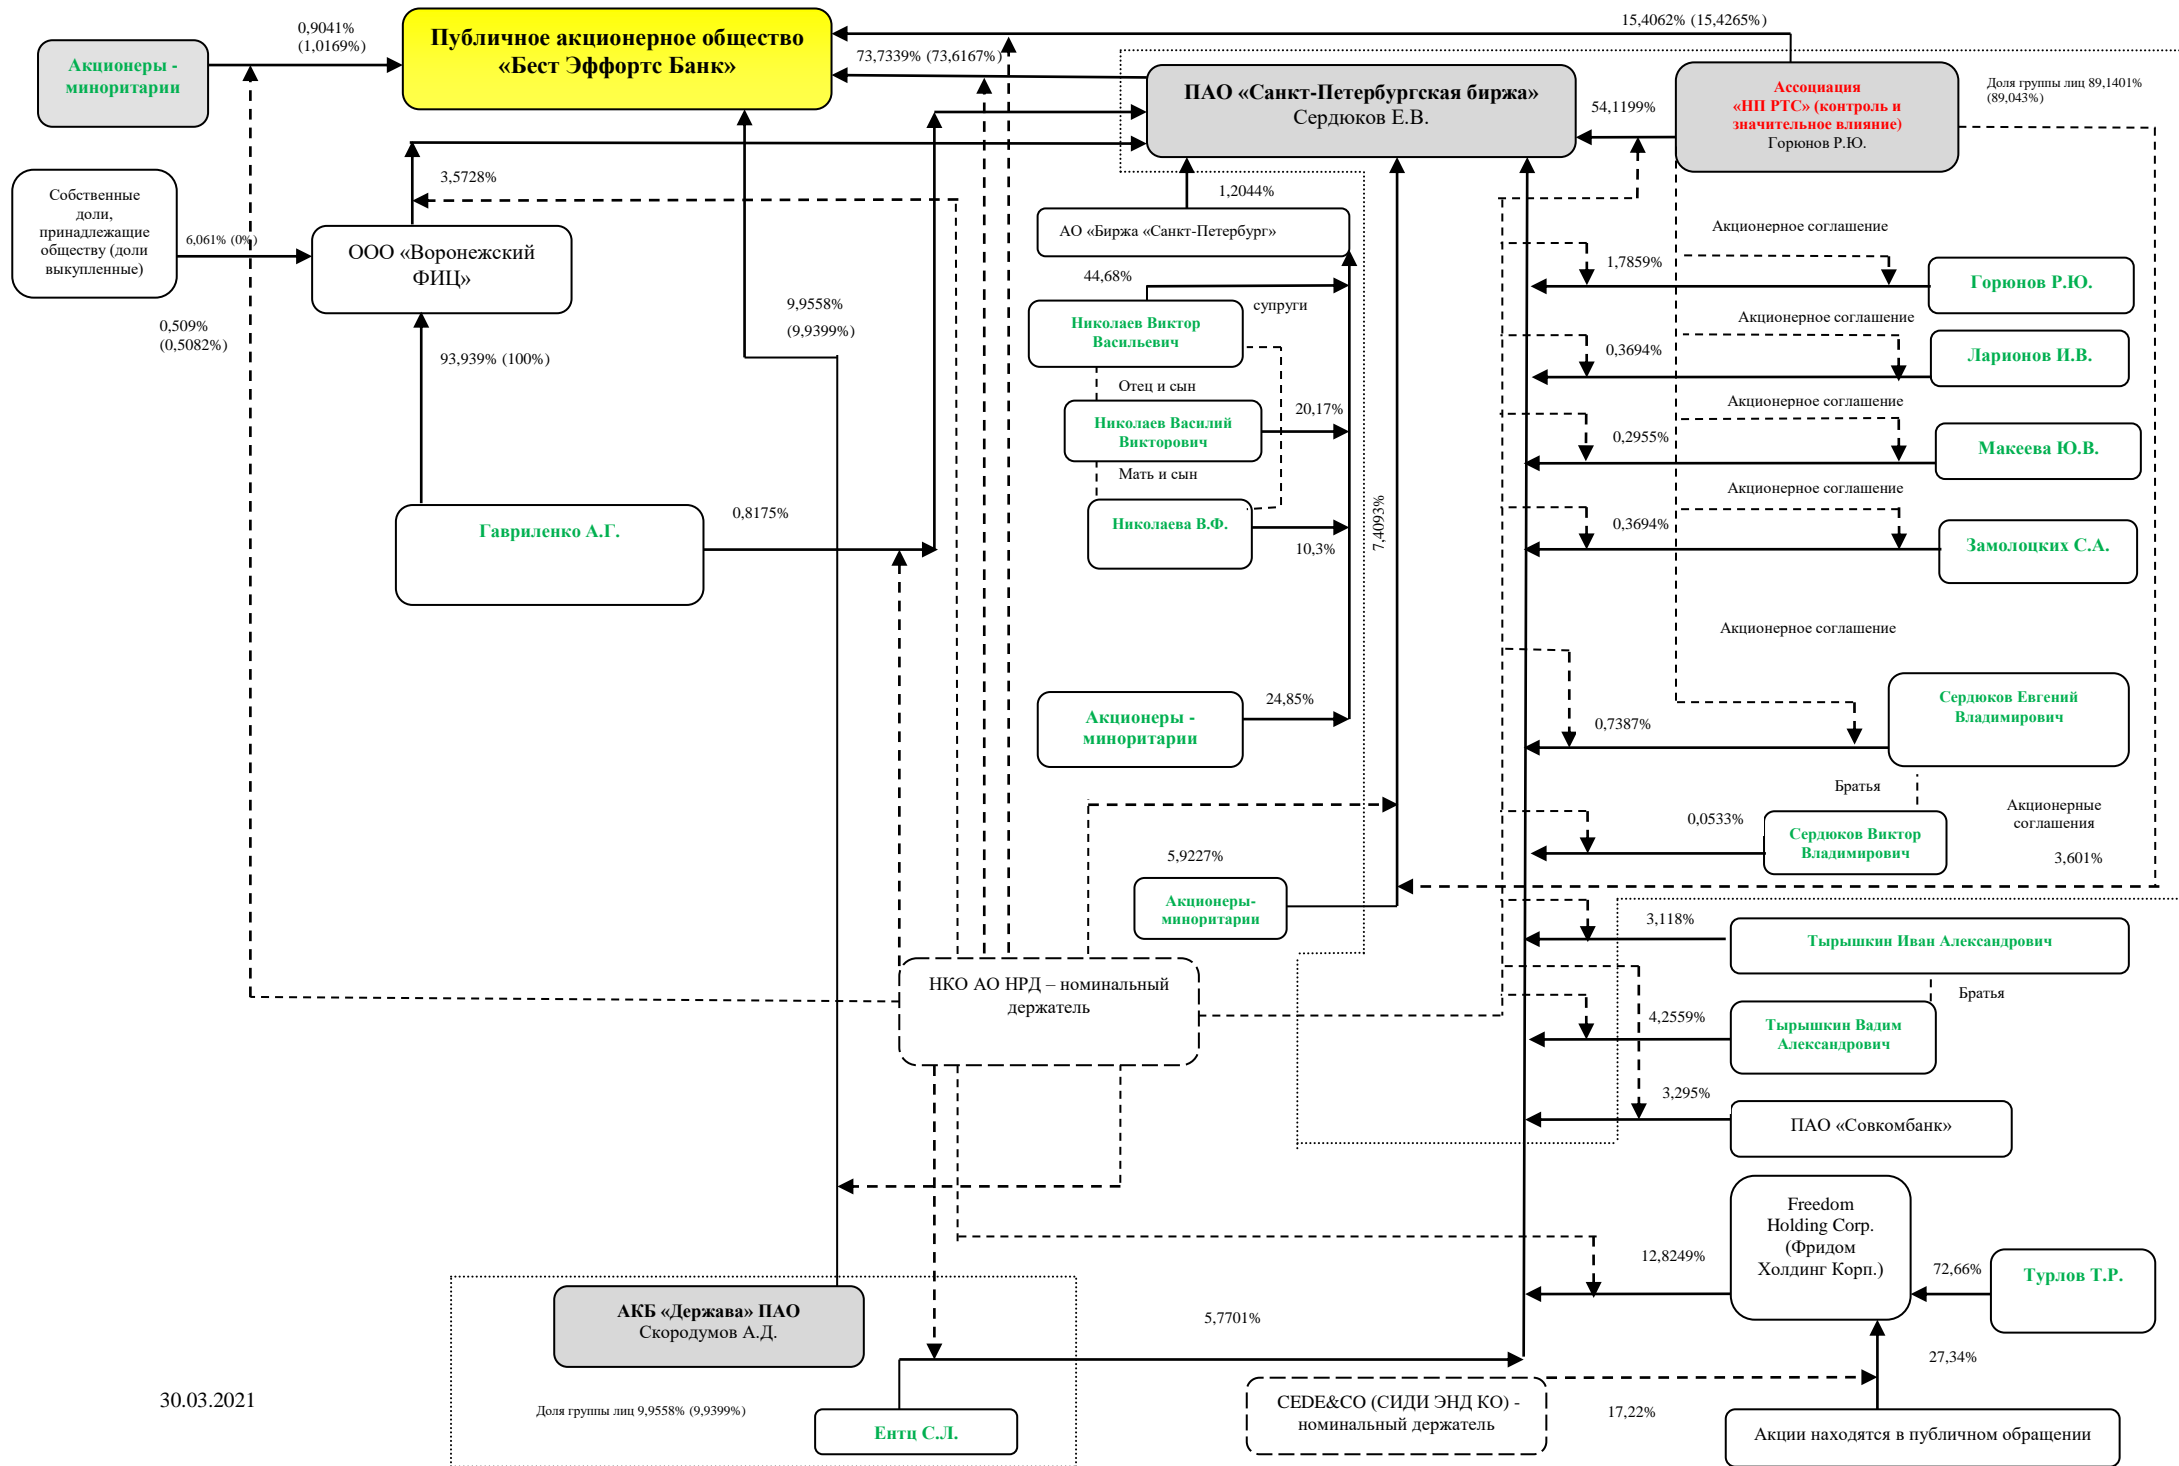 0,9041%
(1,0169%)
Публичное акционерное общество
«Бест Эффортс Банк»
15,4062% (15,4265%)
73,7339% (73,6167%)
Акционеры -
миноритарии
ПАО «Санкт-Петербургская биржа»
Сердюков Е.В.
54,1199%
Ассоциация
«НП РТС» (контроль и
значительное влияние)
Горюнов Р.Ю.
Доля группы лиц 89,1401%
(89,043%)
Собственные
доли,
принадлежащие
обществу (доли
выкупленные)
6,061% (0%)
3,5728%
ООО «Воронежский
ФИЦ»
1,2044%
АО «Биржа «Санкт-Петербург»
Акционерное соглашение
1,7859%
Горюнов Р.Ю.
44,68%
супруги
Николаев Виктор
Васильевич
0,509%
(0,5082%)
93,939% (100%)
9,9558%
(9,9399%)
Акционерное соглашение
0,3694%
Ларионов И.В.
Отец и сын
Николаев Василий
Викторович
20,17%
Акционерное соглашение
0,2955%
Макеева Ю.В.
Мать и сын
Николаева В.Ф.
10,3%
7,4093%
Акционерное соглашение
0,3694%
Замолоцких С.А.
Гавриленко А.Г.
0,8175%
Акционерное соглашение
Акционеры -
миноритарии
24,85%
0,7387%
Сердюков Евгений
Владимирович
Братья
Акционерные
соглашения
0,0533%
Сердюков Виктор
Владимирович
3,601%
5,9227%
Акционеры-
миноритарии
3,118%
Тырышкин Иван Александрович
Братья
НКО АО НРД – номинальный
держатель
4,2559%
Тырышкин Вадим
Александрович
3,295%
ПАО «Совкомбанк»
Freedom
Holding Corp.
(Фридом
Холдинг Корп.)
12,8249%
72,66%
Турлов Т.Р.
АКБ «Держава» ПАО
Скородумов А.Д.
5,7701%
27,34%
30.03.2021
Доля группы лиц 9,9558% (9,9399%)
Ентц С.Л.
CEDE&CO (СИДИ ЭНД КО) -
номинальный держатель
17,22%
Акции находятся в публичном обращении